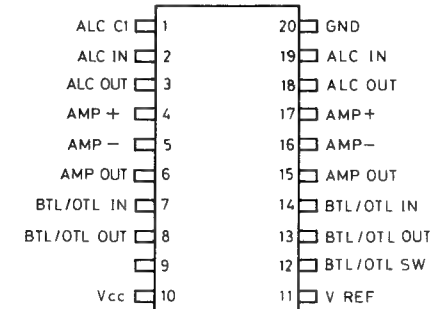 ALC C1 1 20 GND
ALC IN 2 19 ALC IN
ALC OUT 3 18 ALC OUT
AMP + 4 17 AMP+
AMP − 5 16 AMP−
AMP OUT 6 15 AMP OUT
BTL/OTL IN 7 14 BTL/OTL IN
BTL/OTL OUT 8 13 BTL/OTL OUT
9 12 BTL/OTL SW
Vcc 10 11 V REF